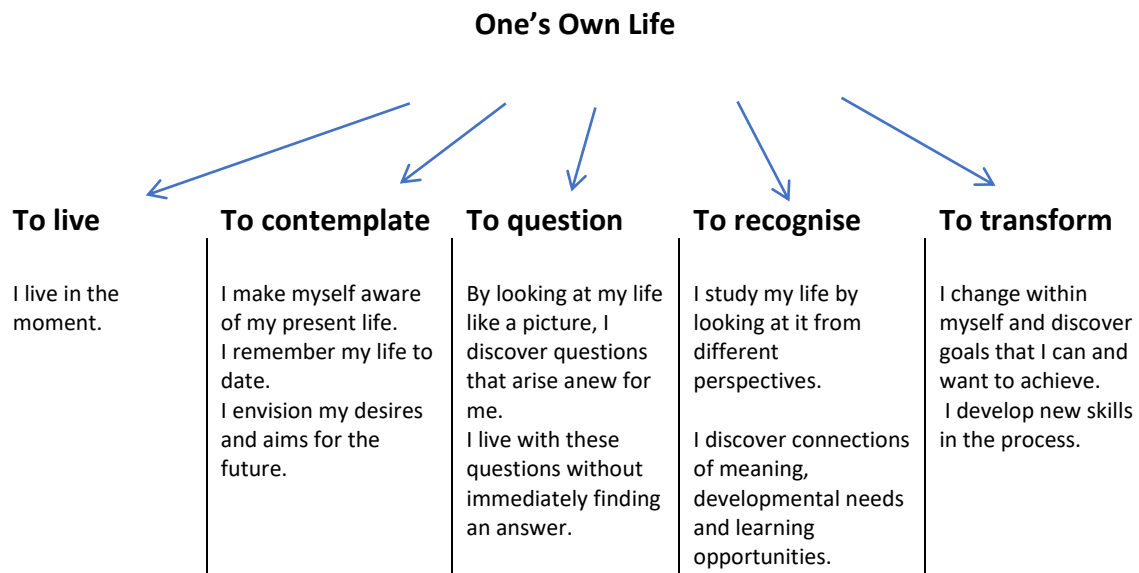 One’s Own Life
To live
I live in the
moment.
To contemplate
I make myself aware
of my present life.
I remember my life to
date.
I envision my desires
and aims for the
future.
To question
By looking at my life
like a picture, I
discover questions
that arise anew for
me.
I live with these
questions without
immediately finding
an answer.
To recognise
I study my life by
looking at it from
different
perspectives.
I discover connections
of meaning,
developmental needs
and learning
opportunities.
To transform
I change within
myself and discover
goals that I can and
want to achieve.
I develop new skills
in the process.